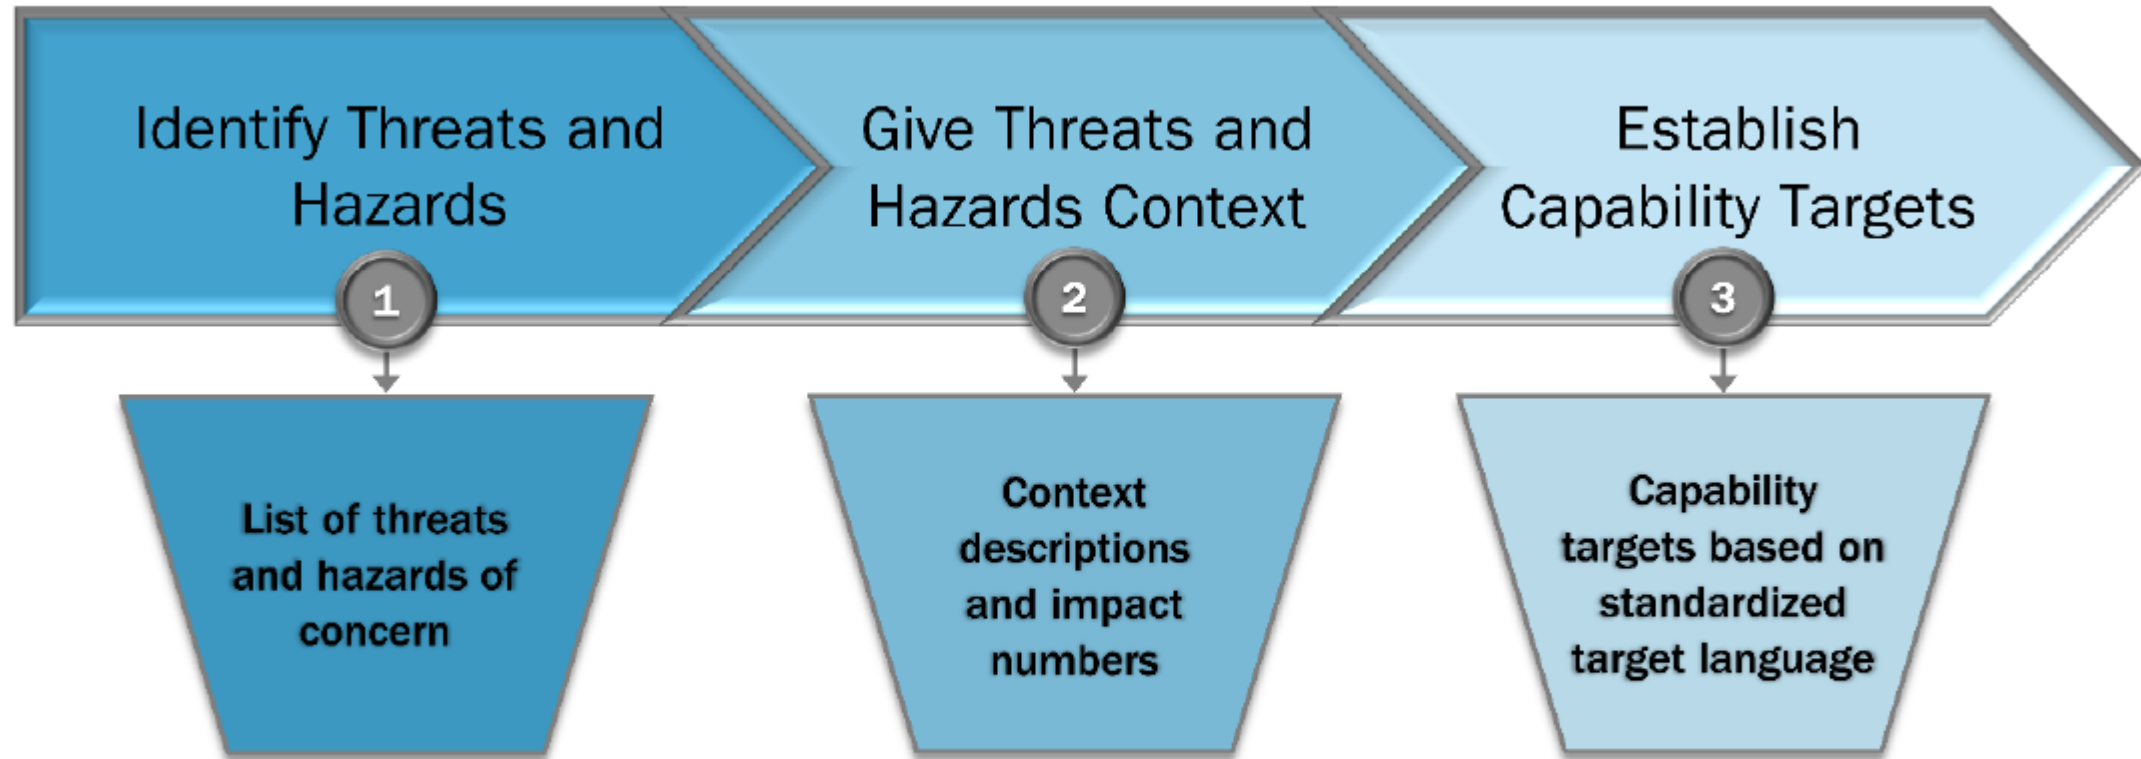 Identify Threats and
Hazards
1
Give Threats and
Hazards Context
2
Establish
Capability Targets
3
List of threats
and hazards of
concern
Context
descriptions
and impact
numbers
Capability
targets based on
standardized
target language